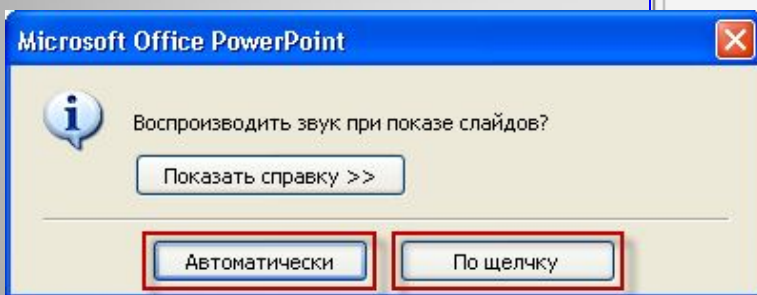 Microsoft Office PowerPoint
Воспроизводить звук при показе слайдов?
Показать справку >>
Автоматически По щелчку